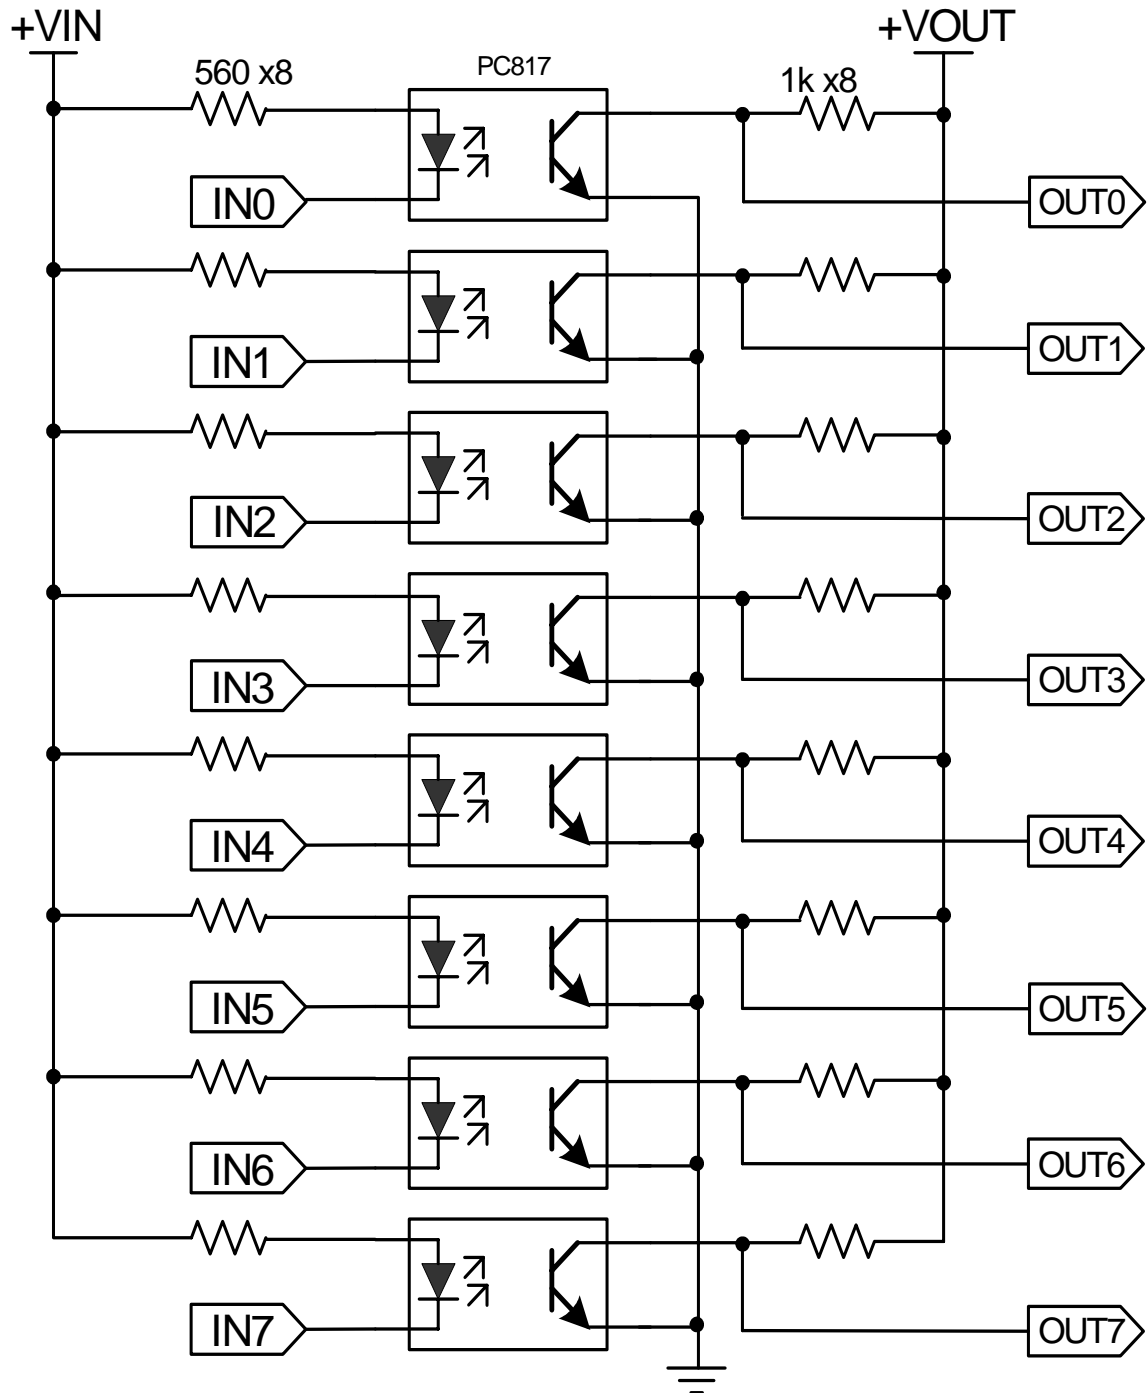 +VIN
+VOUT
560 x8
PC817
1k x8
IN0
OUT0
IN1
OUT1
IN2
OUT2
IN3
OUT3
IN4
OUT4
IN5
OUT5
IN6
OUT6
IN7
OUT7